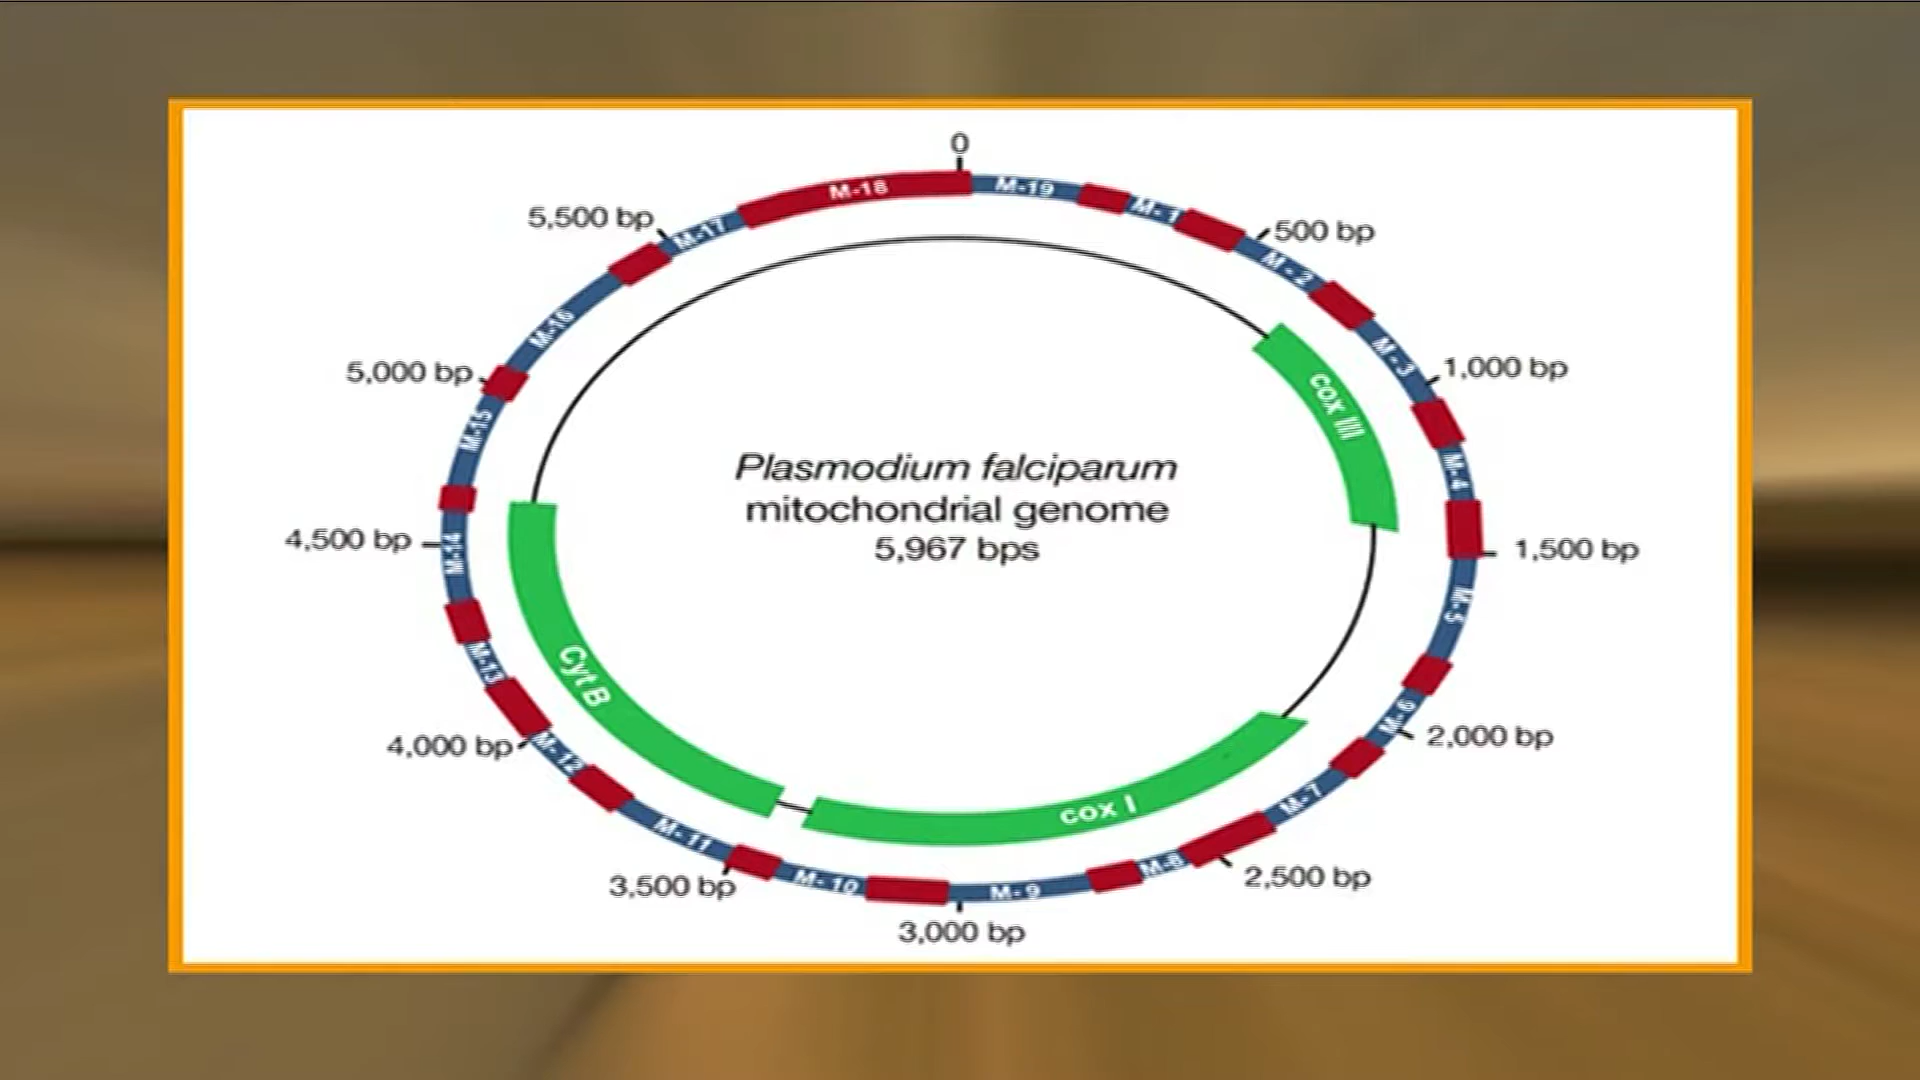 0
M-18
M-19
M-1
5,500 bp
M-17
500 bp
M-2
M-16
M-3
5,000 bp
1,000 bp
cox III
M-15
M-4
Plasmodium falciparum
mitochondrial genome
5,967 bps
4,500 bp
M-14
1,500 bp
M-5
M-13
Cyt B
M-6
4,000 bp
M-12
2,000 bp
M-7
cox I
M-11
M-8
3,500 bp
M-10
M-9
2,500 bp
3,000 bp